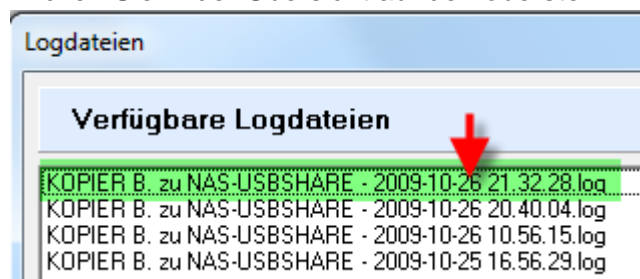 Logdateien
Verfügbare Logdateien
KOPIER B. zu NAS-USBSHARE - 2009-10-26 21.32.28.log
KOPIER B. zu NAS-USBSHARE - 2009-10-26 20.40.04.log
KOPIER B. zu NAS-USBSHARE - 2009-10-26 10.56.15.log
KOPIER B. zu NAS-USBSHARE - 2009-10-25 16.56.29.log